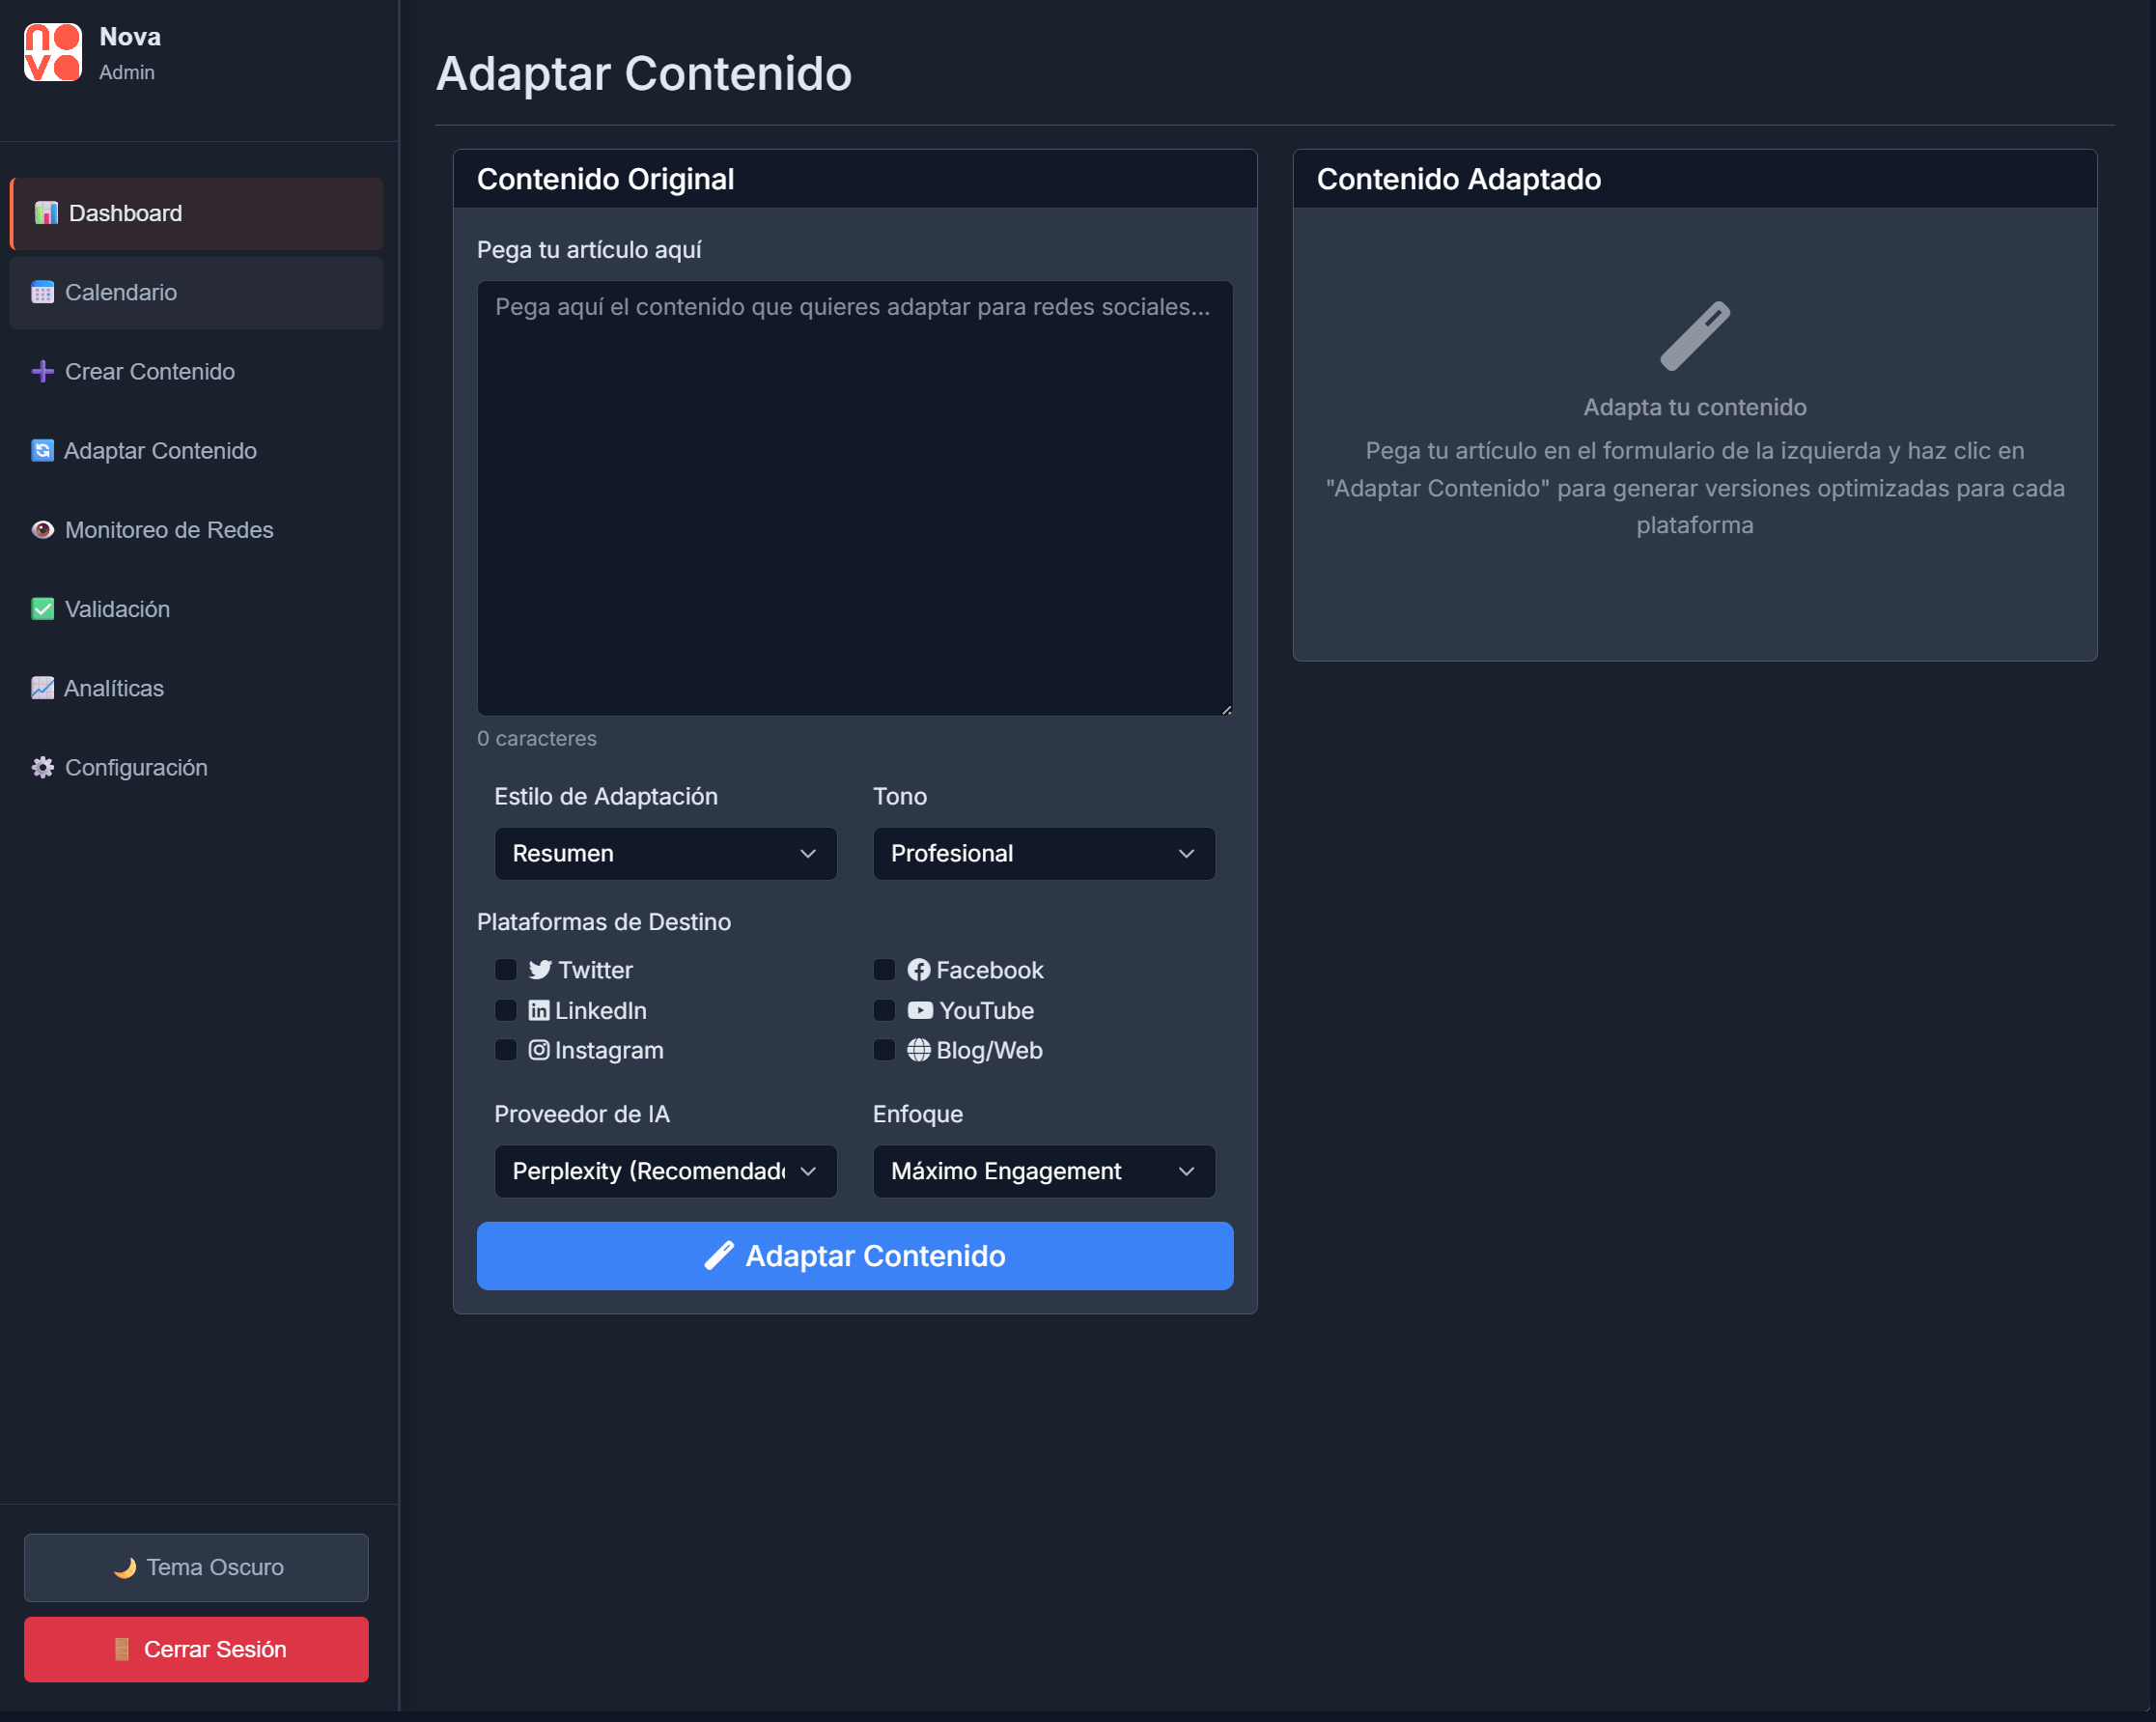 Nova
Admin
Dashboard
Calendario
Crear Contenido
Adaptar Contenido
Monitoreo de Redes
Validación
Analíticas
Configuración
Tema Oscuro
Cerrar Sesión
Adaptar Contenido
Contenido Original
Pega tu artículo aquí
Pega aquí el contenido que quieres adaptar para redes sociales...
0 caracteres
Estilo de Adaptación
Tono
Resumen
Profesional
Plataformas de Destino
Twitter
Facebook
LinkedIn
YouTube
Instagram
Blog/Web
Proveedor de IA
Enfoque
Perplexity (Recomendado
Máximo Engagement
Adaptar Contenido
Contenido Adaptado
Adapta tu contenido
Pega tu artículo en el formulario de la izquierda y haz clic en
"Adaptar Contenido" para generar versiones optimizadas para cada
plataforma